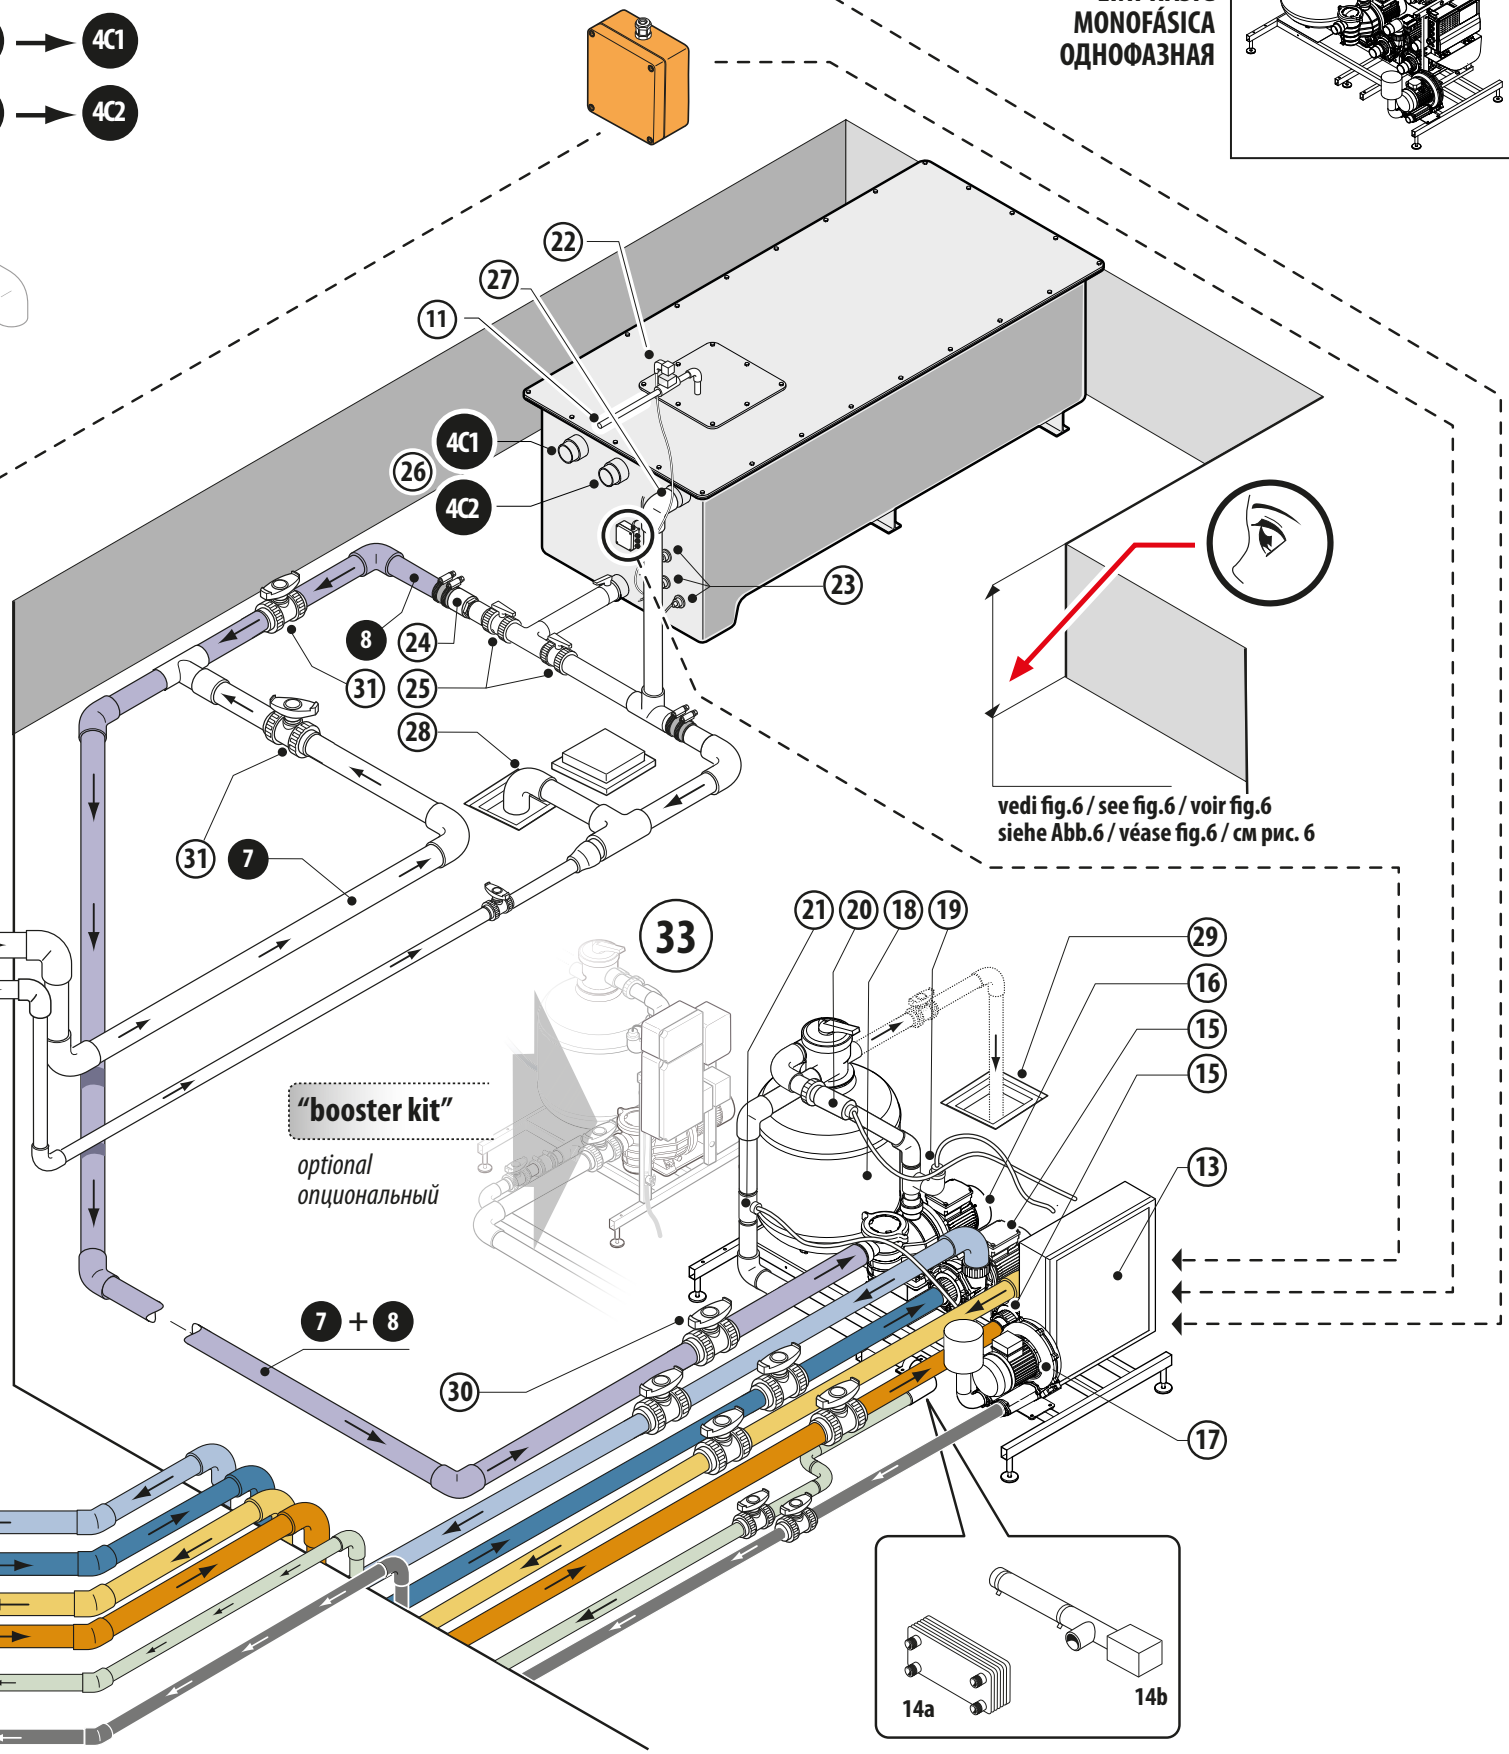 4C1
4C2
MONOFÁSICA
ОДНОФАЗНАЯ
22
27
11
4C1
26
4C2
23
8
24
31
25
28
31
7
vedi fig.6 / see fig.6 / voir fig.6
siehe Abb.6 / véase fig.6 / см рис. 6
33
21
20
18
19
29
16
15
15
13
"booster kit"
optional
опциональный
7 + 8
30
17
14a
14b